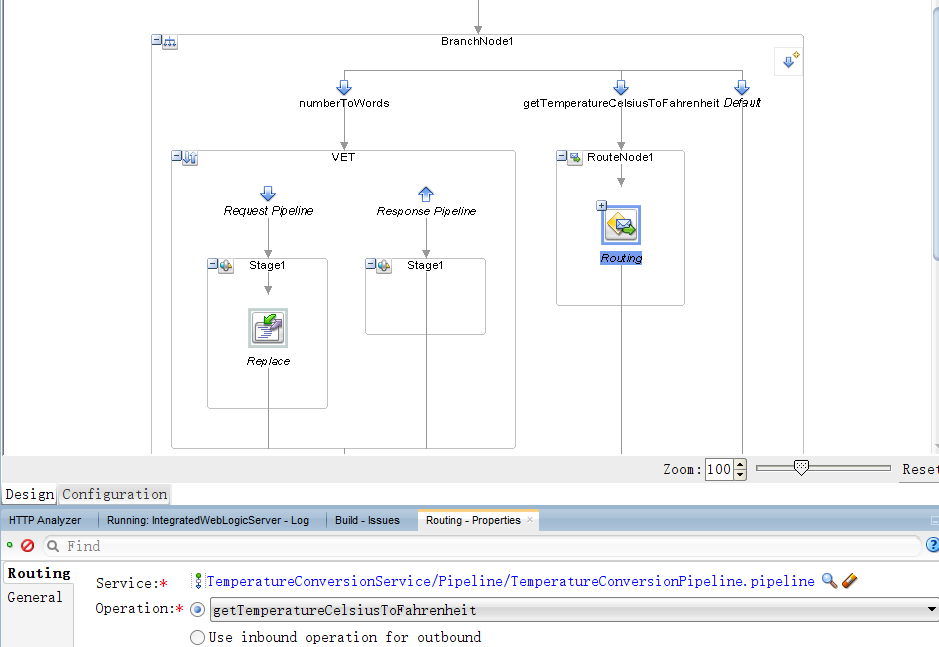 BranchNode1
numberToWords
getTemperatureCelsiusToFahrenheit Default
VET
RouteNode1
Request Pipeline
Response Pipeline
Stage1
Stage1
Routing
Replace
Zoom: 100
Reset
Design Configuration
HTTP Analyzer Running: IntegratedWebLogicServer - Log Build - Issues Routing - Properties
Find
Routing
General
Service:* TemperatureConversionService/Pipeline/TemperatureConversionPipeline.pipeline
Operation:* getTemperatureCelsiusToFahrenheit
Use inbound operation for outbound